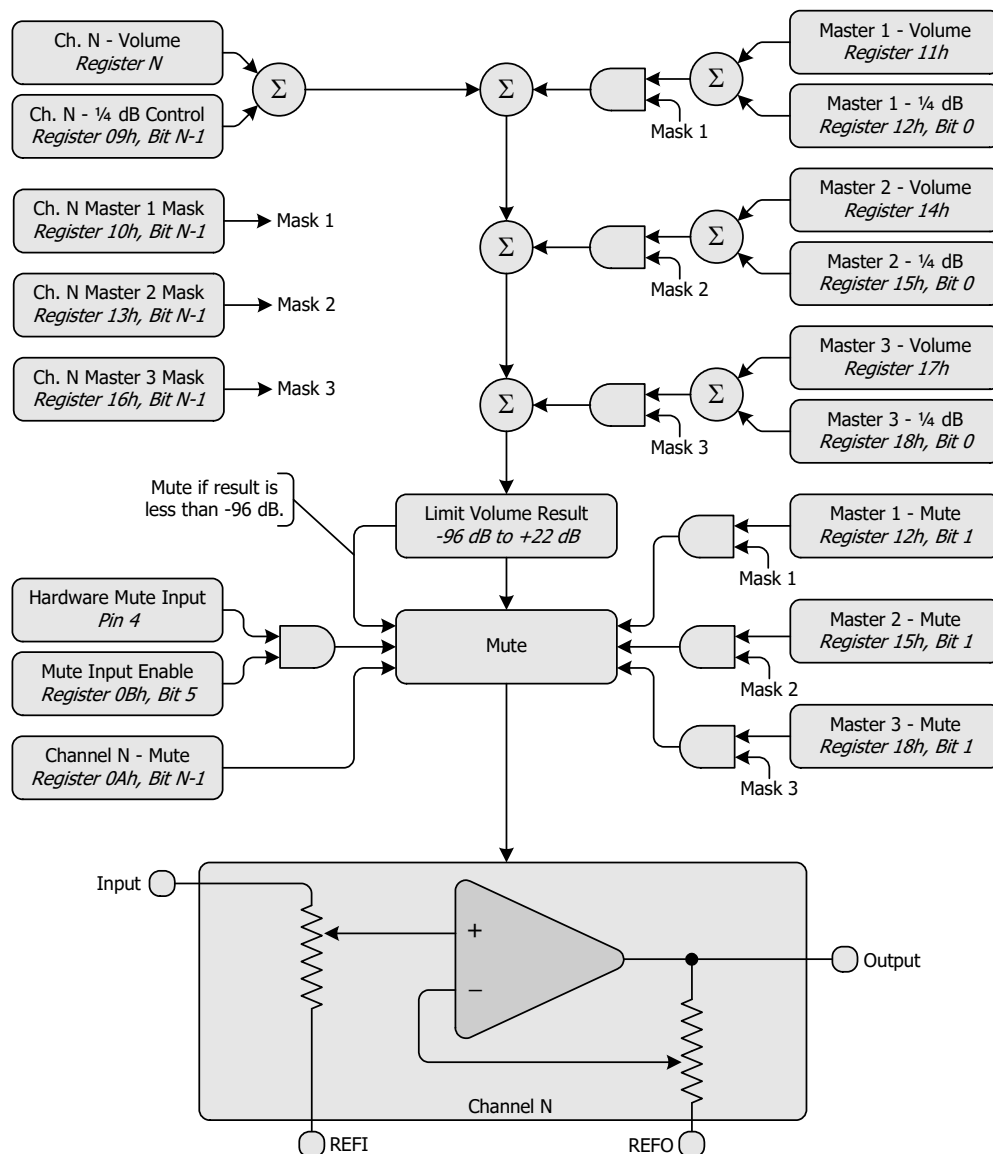 Ch. N - Volume
Register N
Ch. N - ¼ dB Control
Register 09h, Bit N-1
Σ
Σ
Mask 1
Σ
Master 1 - Volume
Register 11h
Master 1 - ¼ dB
Register 12h, Bit 0
Ch. N Master 1 Mask
Register 10h, Bit N-1
Mask 1
Ch. N Master 2 Mask
Register 13h, Bit N-1
Mask 2
Ch. N Master 3 Mask
Register 16h, Bit N-1
Mask 3
Σ
Mask 2
Σ
Master 2 - Volume
Register 14h
Master 2 - ¼ dB
Register 15h, Bit 0
Σ
Mask 3
Σ
Master 3 - Volume
Register 17h
Master 3 - ¼ dB
Register 18h, Bit 0
Mute if result is
less than -96 dB.
Limit Volume Result
-96 dB to +22 dB
Master 1 - Mute
Register 12h, Bit 1
Mask 1
Hardware Mute Input
Pin 4
Mute Input Enable
Register 0Bh, Bit 5
Mute
Master 2 - Mute
Register 15h, Bit 1
Mask 2
Channel N - Mute
Register 0Ah, Bit N-1
Master 3 - Mute
Register 18h, Bit 1
Mask 3
Input
+
−
Output
Channel N
REFI
REFO